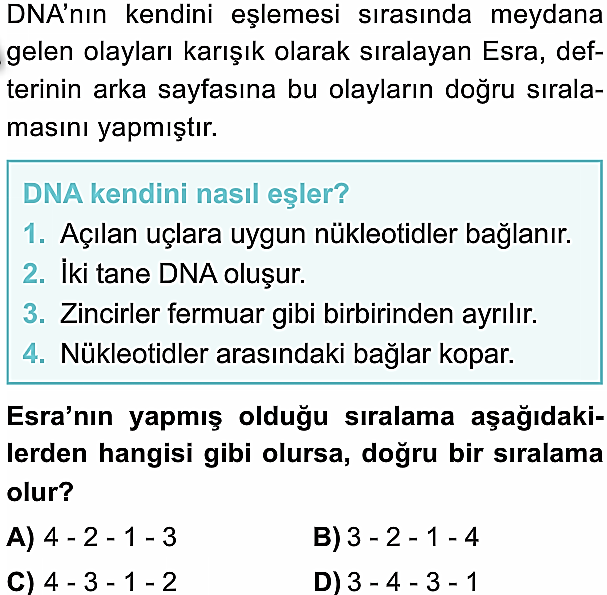 DNA’nın kendini eşlemesi sırasında meydana
gelen olayları karışık olarak sıralayan Esra, def-
terinin arka sayfasına bu olayların doğru sırala-
masını yapmıştır.
DNA kendini nasıl eşler?
1. Açılan uçlara uygun nükleotidler bağlanır.
2. İki tane DNA oluşur.
3. Zincirler fermuar gibi birbirinden ayrılır.
4. Nükleotidler arasındaki bağlar kopar.
Esra’nın yapmış olduğu sıralama aşağıdaki-
lerden hangisi gibi olursa, doğru bir sıralama
olur?
A) 4 - 2 - 1 - 3 B) 3 - 2 - 1 - 4
C) 4 - 3 - 1 - 2 D) 3 - 4 - 3 - 1